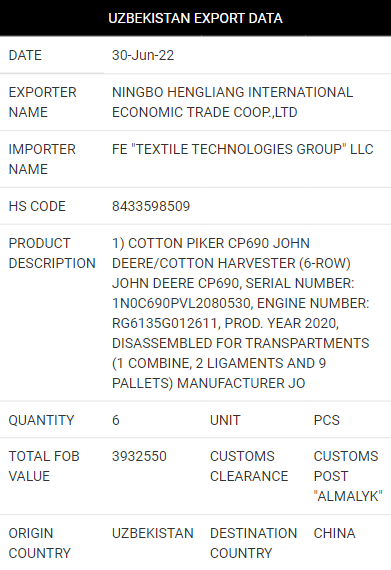 UZBEKISTAN EXPORT DATA
DATE 30-Jun-22
EXPORTER NAME NINGBO HENGLIANG INTERNATIONAL
ECONOMIC TRADE COOP.,LTD
IMPORTER NAME FE "TEXTILE TECHNOLOGIES GROUP" LLC
HS CODE 8433598509
PRODUCT DESCRIPTION 1) COTTON PIKER CP690 JOHN
DEERE/COTTON HARVESTER (6-ROW)
JOHN DEERE CP690, SERIAL NUMBER:
1N0C690PVL2080530, ENGINE NUMBER:
RG6135G012611, PROD. YEAR 2020,
DISASSEMBLED FOR TRANSPARTMENTS
(1 COMBINE, 2 LIGAMENTS AND 9
PALLETS) MANUFACTURER JO
QUANTITY 6 UNIT PCS
TOTAL FOB VALUE 3932550 CUSTOMS CLEARANCE CUSTOMS POST "ALMALYK"
ORIGIN COUNTRY UZBEKISTAN DESTINATION COUNTRY CHINA